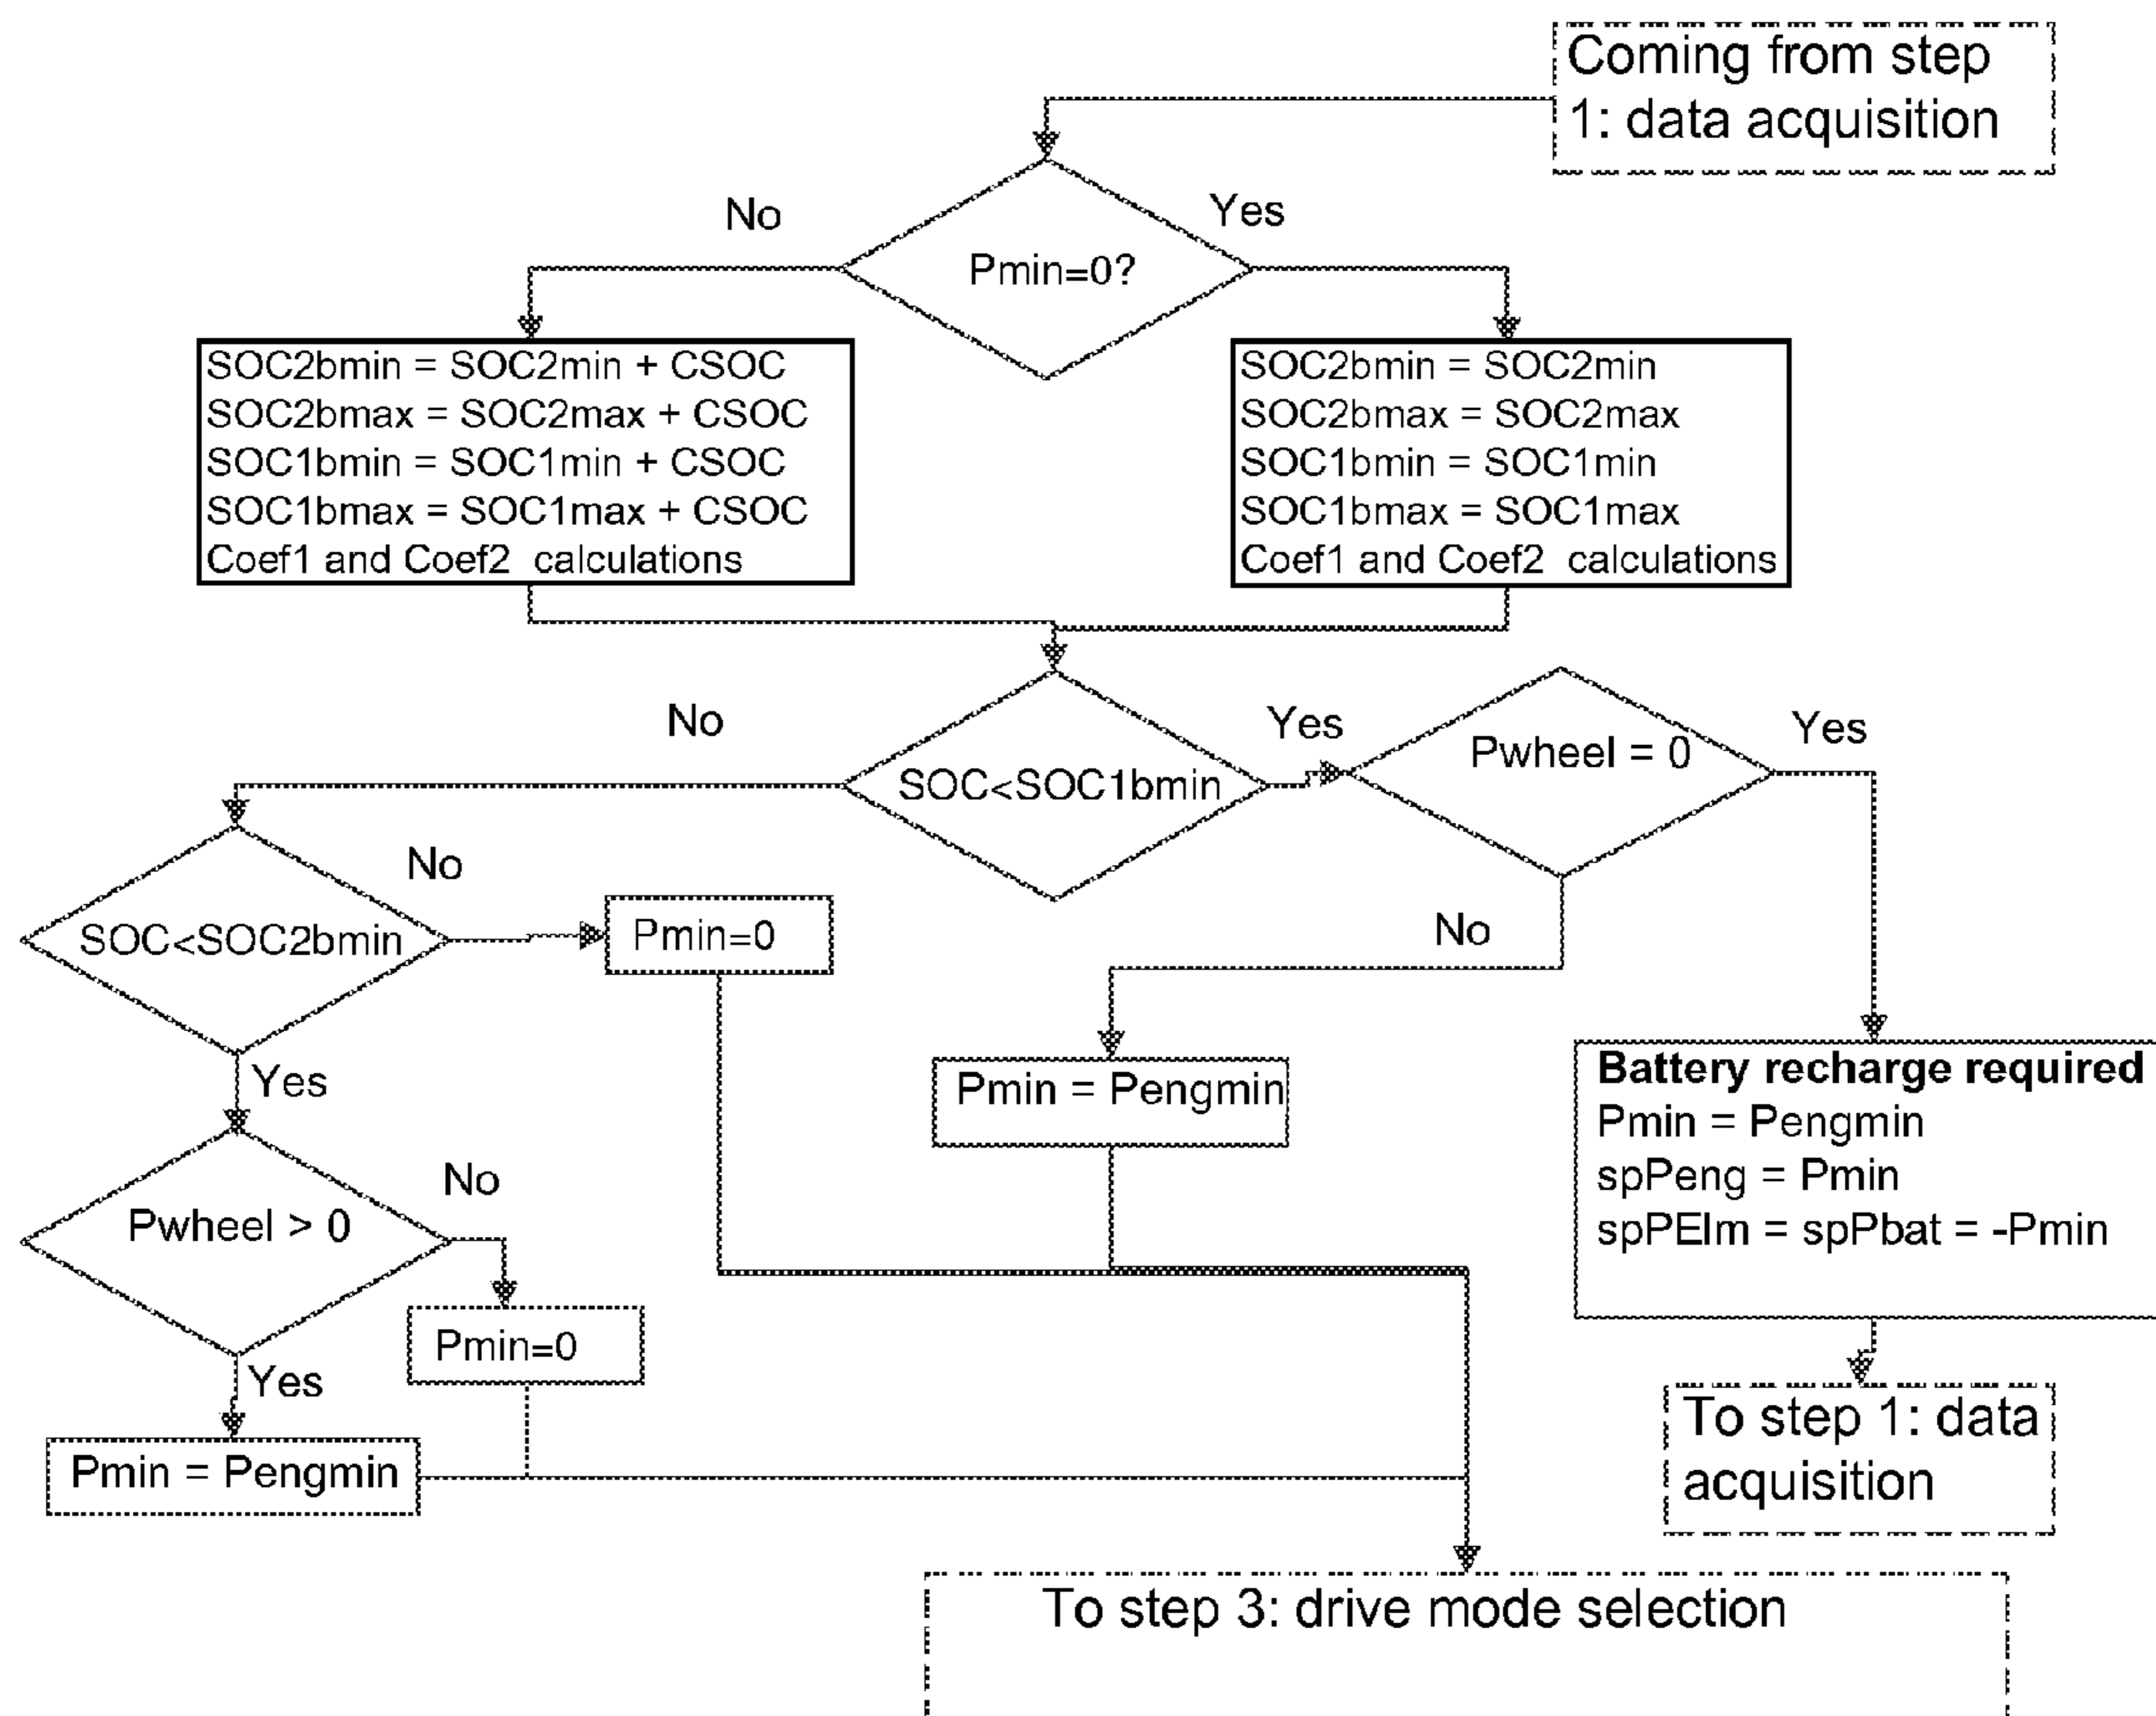 Coming from step
1: data acquisition
No
Yes
Pmin=0?
SOC2bmin = SOC2min + CSOC
SOC2bmax = SOC2max + CSOC
SOC1bmin = SOC1min + CSOC
SOC1bmax = SOC1max + CSOC
Coef1 and Coef2 calculations
SOC2bmin = SOC2min
SOC2bmax = SOC2max
SOC1bmin = SOC1min
SOC1bmax = SOC1max
Coef1 and Coef2 calculations
No
SOC<SOC1bmin
Yes
Pwheel = 0
Yes
SOC<SOC2bmin
No
Pmin=0
No
Yes
Pmin = Pengmin
Battery recharge required
Pmin = Pengmin
spPeng = Pmin
spPElm = spPbat = -Pmin
Pwheel > 0
No
Pmin=0
Yes
Pmin = Pengmin
To step 1: data
acquisition
To step 3: drive mode selection